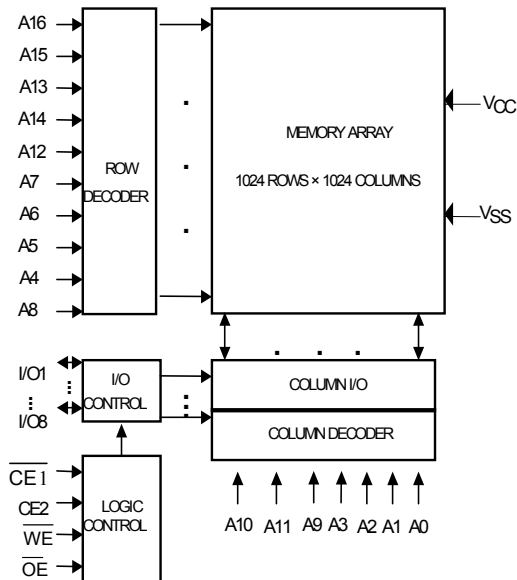 A16
A15
A13
A14
A12
A7
A6
A5
A4
A8
ROW
DECODER
MEMORY ARRAY
1024 ROWS × 1024 COLUMNS
VCC
VSS
I/O1
I/O8
I/O
CONTROL
COLUMN I/O
COLUMN DECODER
CE1
CE2
WE
OE
LOGIC
CONTROL
A10 A11 A9 A3 A2 A1 A0